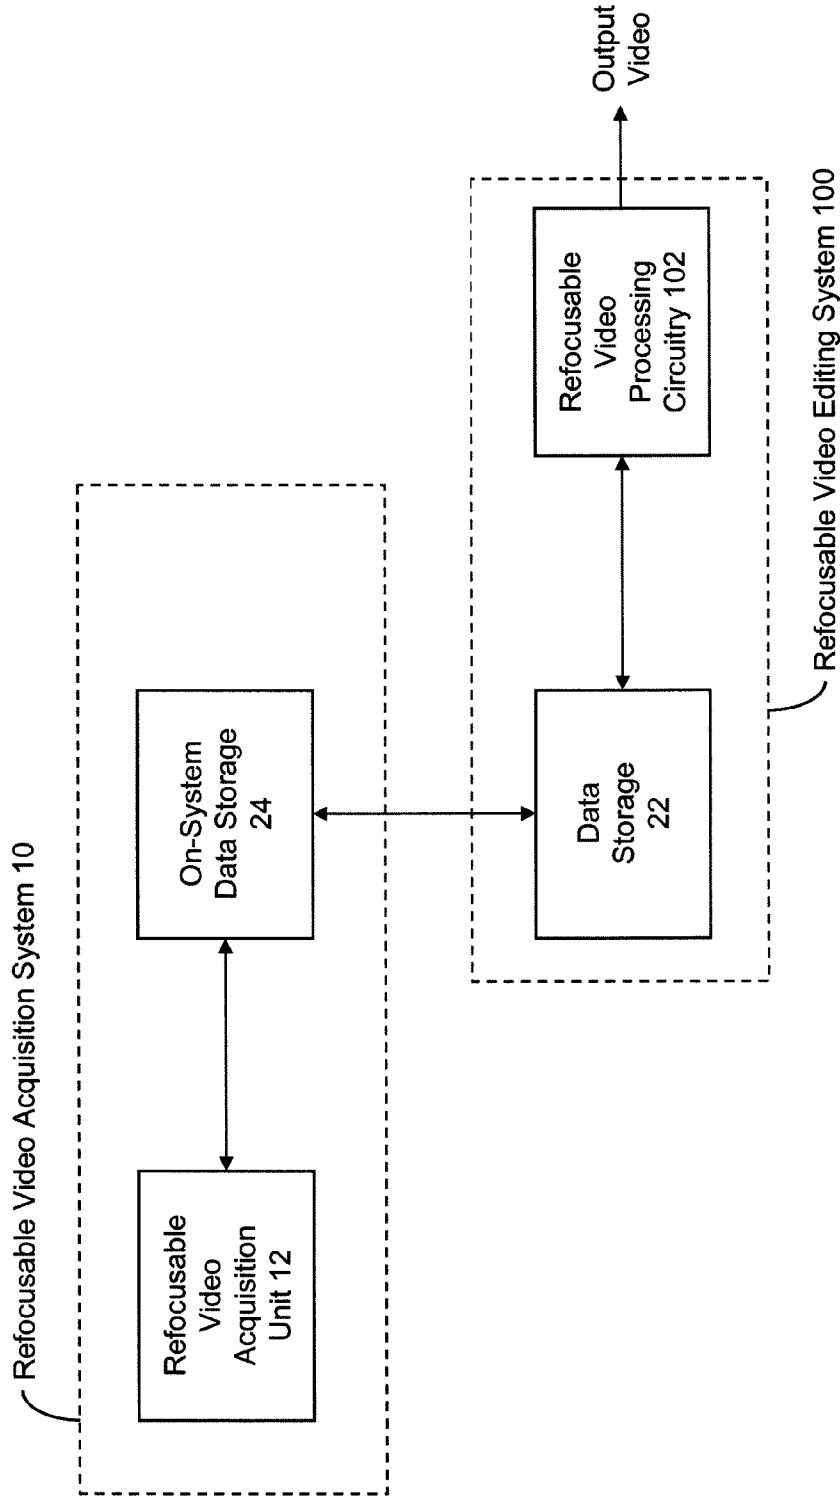 Refocusable Video Acquisition System 10
Refocusable
Video
Acquisition
Unit 12
On-System
Data Storage
24
Data
Storage
22
Refocusable
Video
Processing
Circuitry 102
Output
Video
Refocusable Video Editing System 100